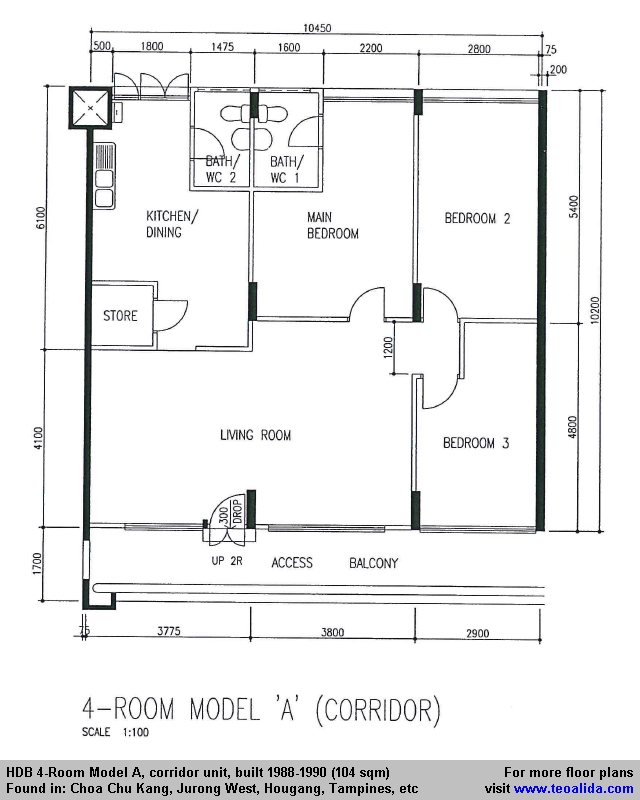 10450
500 1800 1475 1600 2200 2800 75
200
BATH/ BATH/
WC 2 WC 1
6100
5400
KITCHEN/
DINING
MAIN
BEDROOM
BEDROOM 2
10200
STORE
1200
4100
LIVING ROOM
BEDROOM 3
4800
300
DROP
1700
UP 2R ACCESS BALCONY
75 3775 3800 2900
4-ROOM MODEL 'A' (CORRIDOR)
SCALE 1:100
HDB 4-Room Model A, corridor unit, built 1988-1990 (104 sqm) For more floor plans
Found in: Choa Chu Kang, Jurong West, Hougang, Tampines, etc visit www.teoalida.com